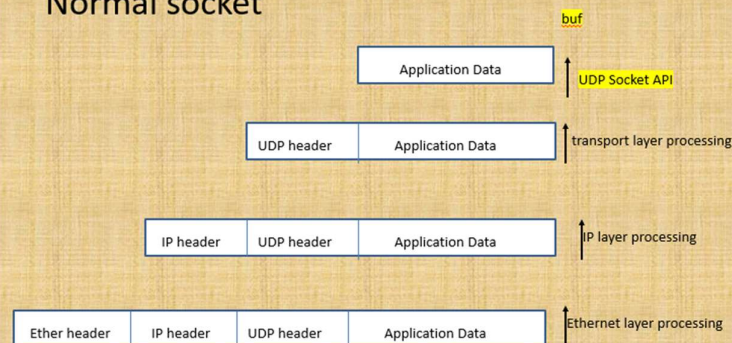 Normal socket
buf
Application Data
UDP Socket API
UDP header Application Data
transport layer processing
IP header UDP header Application Data
IP layer processing
Ether header IP header UDP header Application Data
Ethernet layer processing